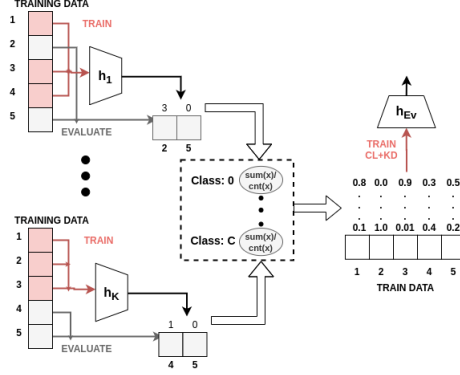 TRAINING DATA
1
2
3
4
5
TRAIN
h1
EVALUATE
3 0
2 5
TRAINING DATA
1
2
3
4
5
TRAIN
hK
EVALUATE
1 0
4 5
Class: 0
sum(x)/
cnt(x)
Class: C
sum(x)/
cnt(x)
hEv
TRAIN
CL+KD
0.8 0.0 0.9 0.3 0.5
0.1 1.0 0.01 0.4 0.2
1 2 3 4 5
TRAIN DATA